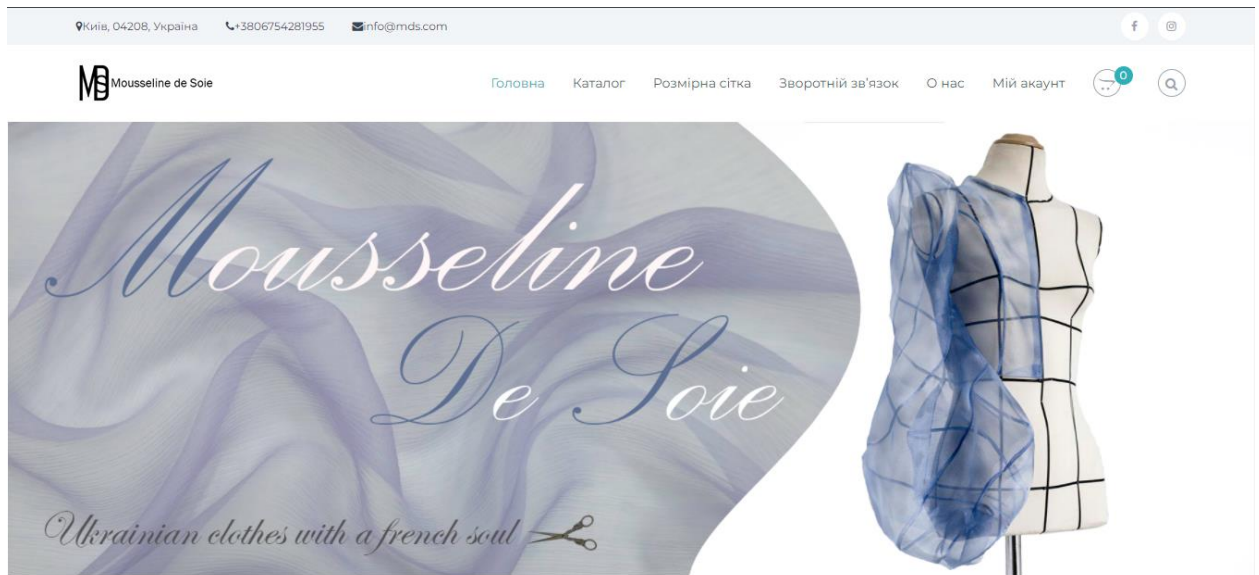 Київ, 04208, Україна +3806754281955 info@mds.com
MDS Mousseline de Soie Головна Каталог Розмірна сітка Зворотній зв'язок О нас Мій акаунт 0
Mousseline
De Soie
Ukrainian clothes with a french soul